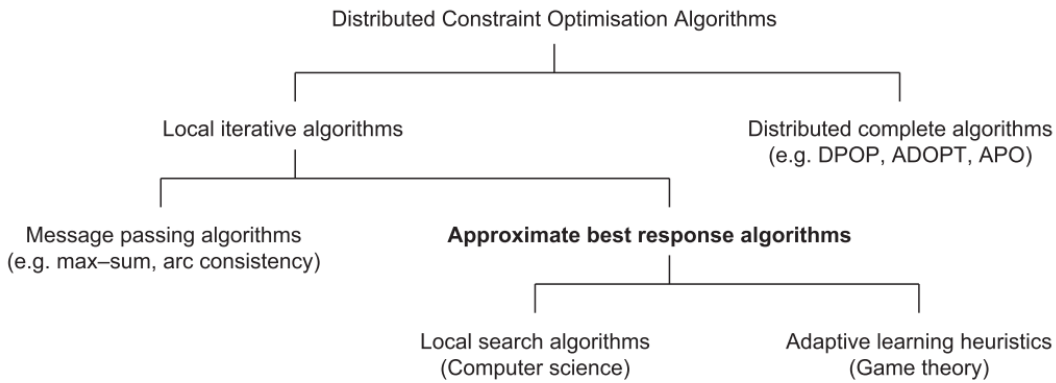 Distributed Constraint Optimisation Algorithms
Local iterative algorithms
Distributed complete algorithms
(e.g. DPOP, ADOPT, APO)
Message passing algorithms
(e.g. max–sum, arc consistency)
Approximate best response algorithms
Local search algorithms
(Computer science)
Adaptive learning heuristics
(Game theory)